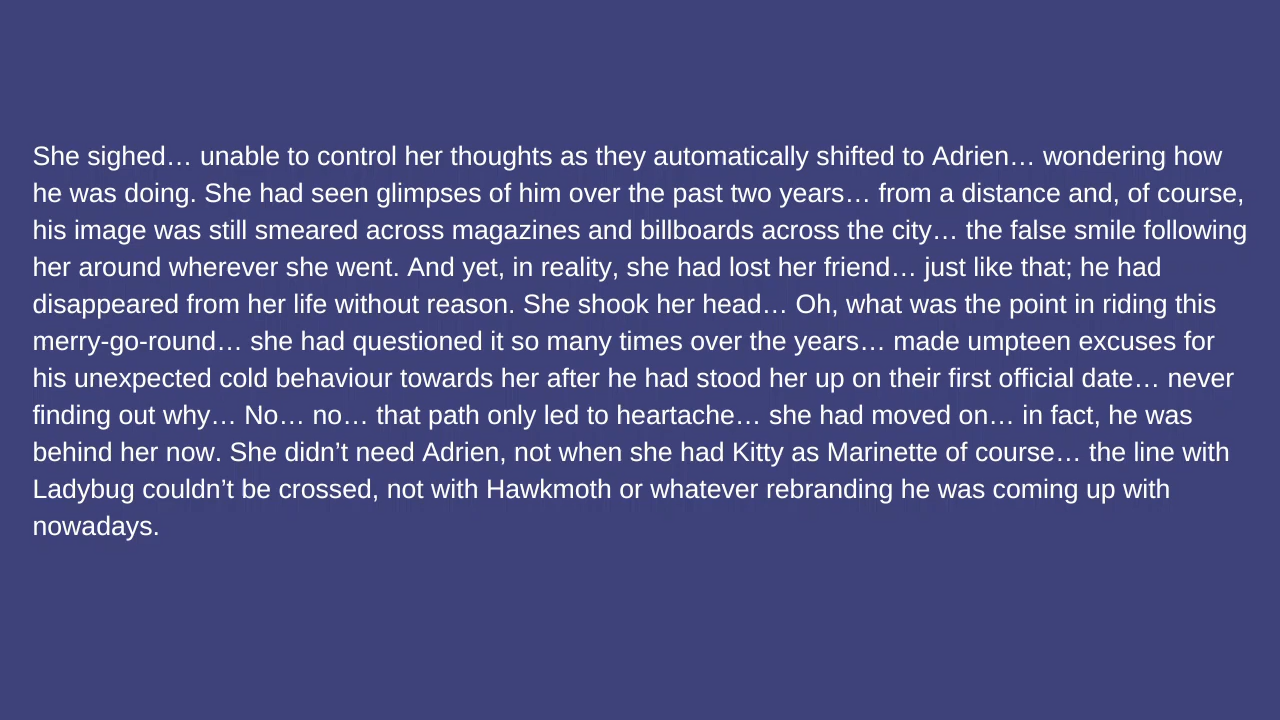 She sighed… unable to control her thoughts as they automatically shifted to Adrien… wondering how
he was doing. She had seen glimpses of him over the past two years… from a distance and, of course,
his image was still smeared across magazines and billboards across the city… the false smile following
her around wherever she went. And yet, in reality, she had lost her friend… just like that; he had
disappeared from her life without reason. She shook her head… Oh, what was the point in riding this
merry-go-round… she had questioned it so many times over the years… made umpteen excuses for
his unexpected cold behaviour towards her after he had stood her up on their first official date… never
finding out why… No… no… that path only led to heartache… she had moved on… in fact, he was
behind her now. She didn’t need Adrien, not when she had Kitty as Marinette of course… the line with
Ladybug couldn’t be crossed, not with Hawkmoth or whatever rebranding he was coming up with
nowadays.